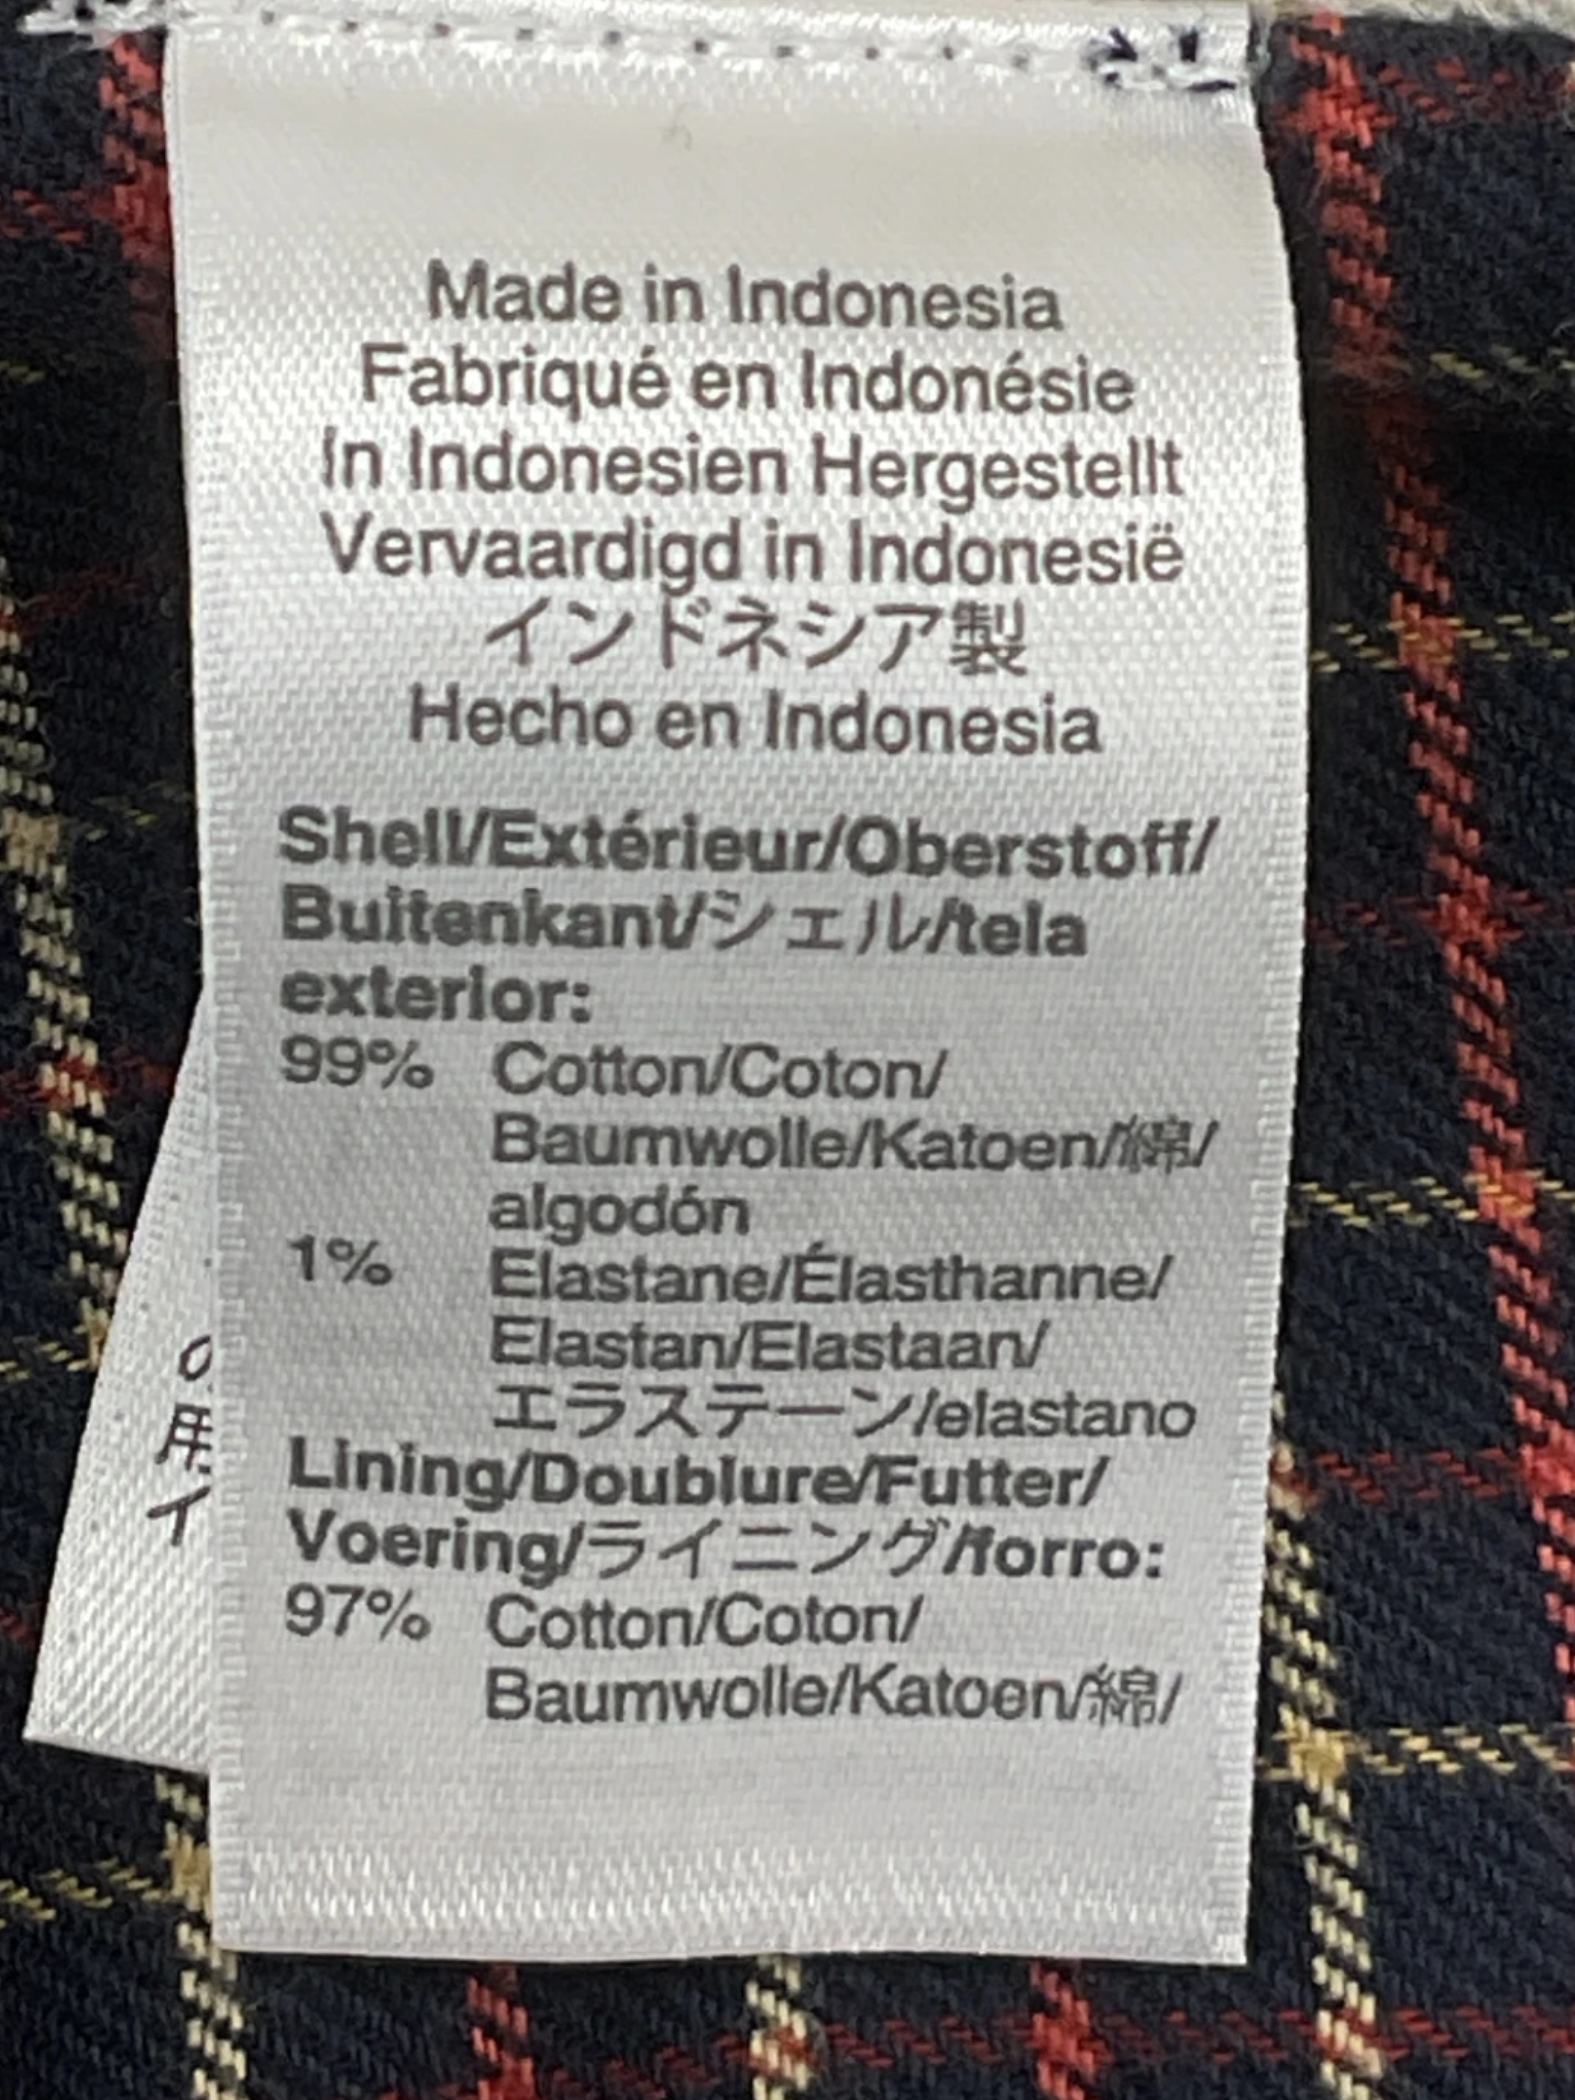 Made in Indonesia
Fabriqué en Indonésie
In Indonesien Hergestellt
Vervaardigd in Indonesië
インドネシア製
Hecho en Indonesia
Shell/Extérieur/Oberstoff/
Buitenkant/シェル/tela
exterior:
99% Cotton/Coton/
Baumwolle/Katoen/綿/
algodón
1% Elastane/Élasthanne/
Elastan/Elastaan/
エラステーン/elastano
Lining/Doublure/Futter/
Voering/ライニング/forro:
97% Cotton/Coton/
Baumwolle/Katoen/綿/
の
用
イ